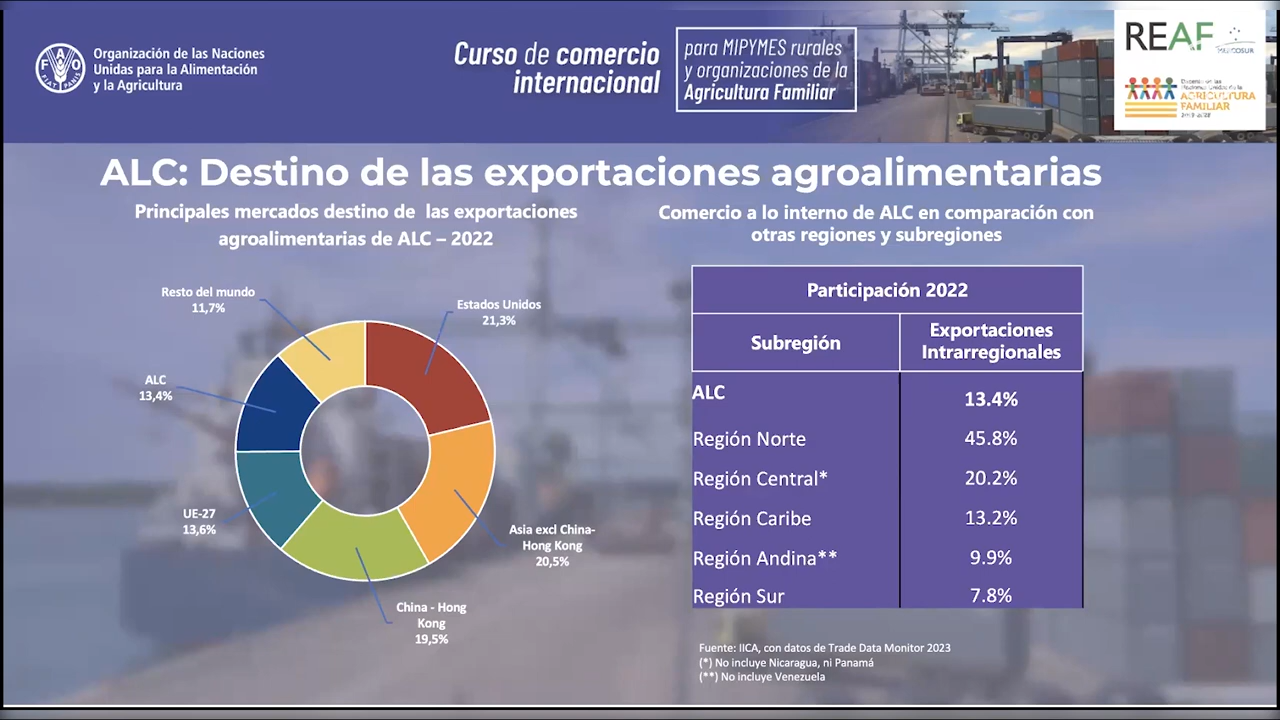 Organización de las Naciones
Unidas para la Alimentación
y la Agricultura
Curso de comercio
internacional
para MIPYMES rurales
y organizaciones de la
Agricultura Familiar
REAF
MERCOSUR
AGRICULTURA
FAMILIAR
ALC: Destino de las exportaciones agroalimentarias
Principales mercados destino de las exportaciones
agroalimentarias de ALC – 2022
Resto del mundo
11,7%
Estados Unidos
21,3%
ALC
13,4%
UE-27
13,6%
Asia excl China-
Hong Kong
20,5%
China - Hong
Kong
19,5%
Comercio a lo interno de ALC en comparación con
otras regiones y subregiones
Participación 2022
Subregión
Exportaciones
Intrarregionales
ALC 13.4%
Región Norte 45.8%
Región Central* 20.2%
Región Caribe 13.2%
Región Andina** 9.9%
Región Sur 7.8%
Fuente: IICA, con datos de Trade Data Monitor 2023
(*) No incluye Nicaragua, ni Panamá
(**) No incluye Venezuela